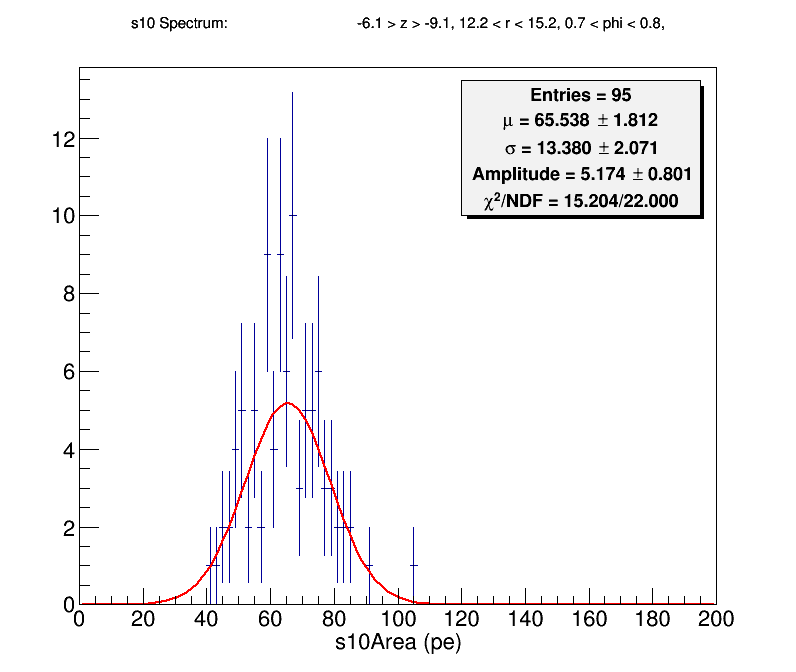 s10 Spectrum: -6.1 > z > -9.1, 12.2 < r < 15.2, 0.7 < phi < 0.8,
Entries = 95
μ = 65.538 ± 1.812
σ = 13.380 ± 2.071
Amplitude = 5.174 ± 0.801
χ²/NDF = 15.204/22.000
12
10
8
6
4
2
0
0 20 40 60 80 100 120 140 160 180 200
s10Area (pe)